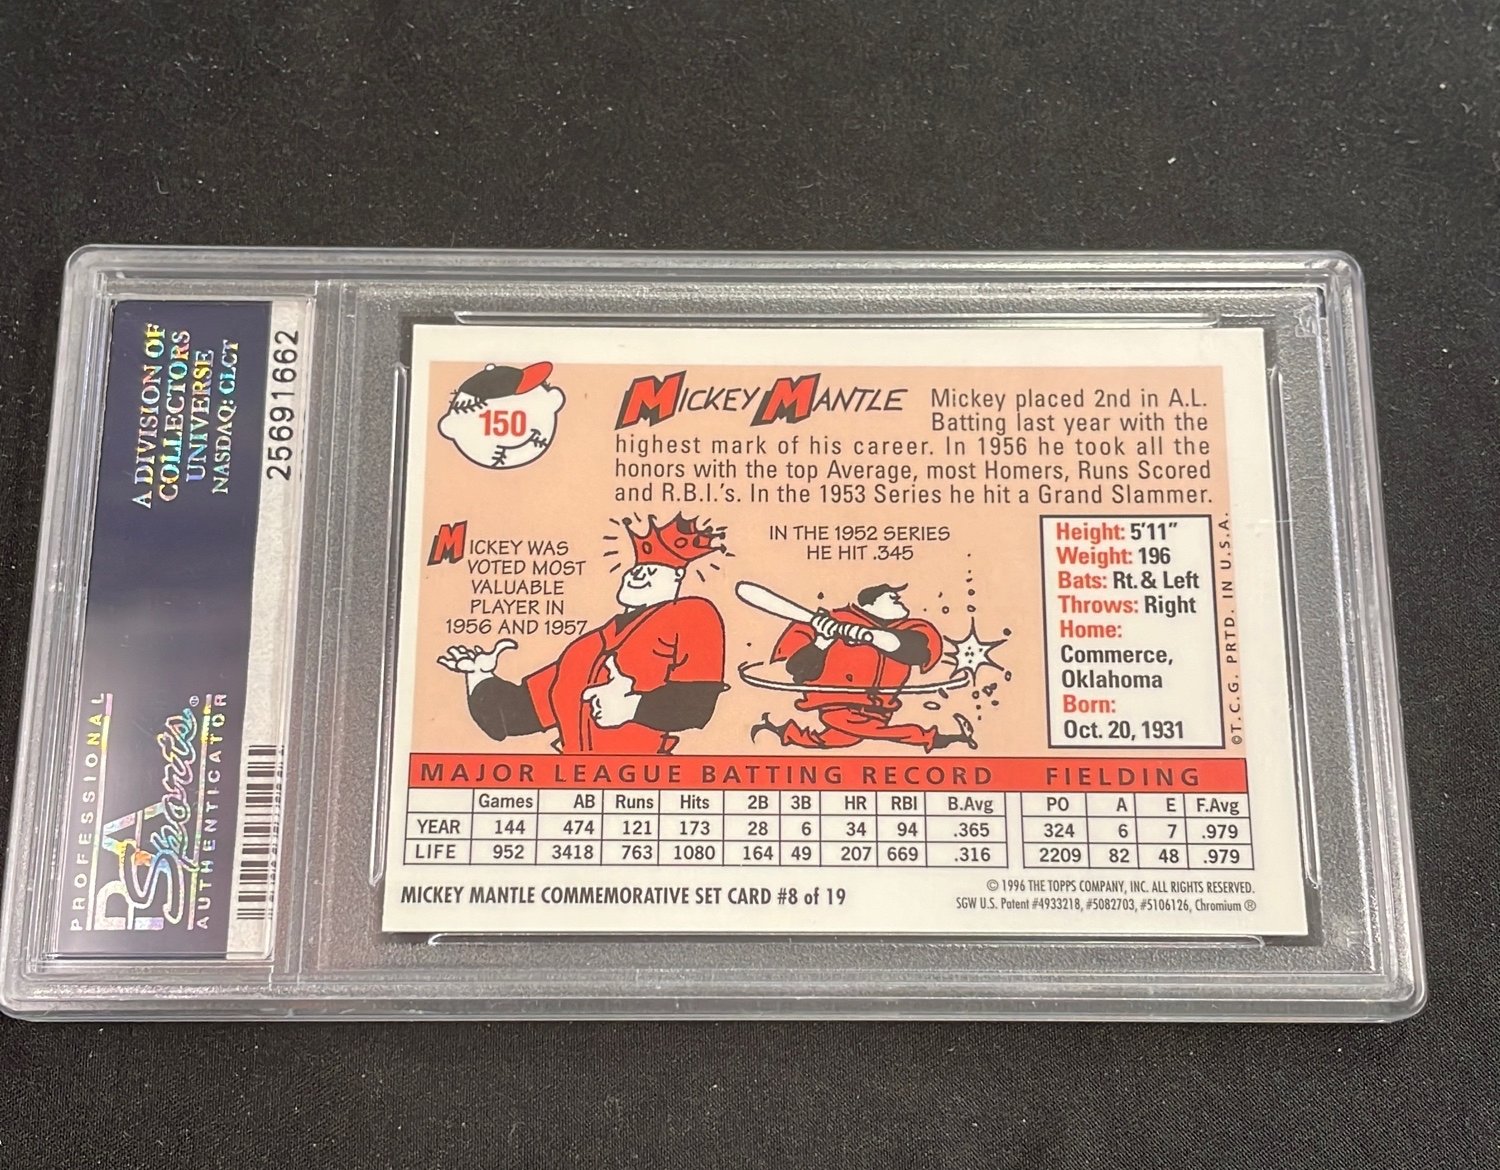 A DIVISION OF
COLLECTORS
UNIVERSE
NASDAQ: CLCT
25691662
PROFESSIONAL
PSA
Sports®
AUTHENTICATOR
150
MICKEY MANTLE
Mickey placed 2nd in A.L.
Batting last year with the
highest mark of his career. In 1956 he took all the
honors with the top Average, most Homers, Runs Scored
and R.B.I.'s. In the 1953 Series he hit a Grand Slammer.
MICKEY WAS
VOTED MOST
VALUABLE
PLAYER IN
1956 AND 1957
IN THE 1952 SERIES
HE HIT .345
Height: 5'11"
Weight: 196
Bats: Rt. & Left
Throws: Right
Home:
Commerce,
Oklahoma
Born:
Oct. 20, 1931
©T.C.G. PRTD. IN U.S.A.
MAJOR LEAGUE BATTING RECORD FIELDING
Games AB Runs Hits 2B 3B HR RBI B.Avg PO A E F.Avg
YEAR 144 474 121 173 28 6 34 94 .365 324 6 7 .979
LIFE 952 3418 763 1080 164 49 207 669 .316 2209 82 48 .979
MICKEY MANTLE COMMEMORATIVE SET CARD #8 of 19
© 1996 THE TOPPS COMPANY, INC. ALL RIGHTS RESERVED.
SGW U.S. Patent #4933218, #5082703, #5106126, Chromium ®